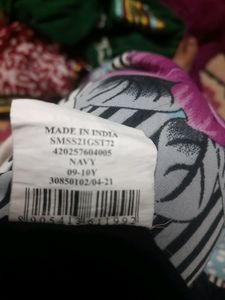 MADE IN INDIA
SMSS21GST72
420257604005
NAVY
09-10Y
30850102/04-21